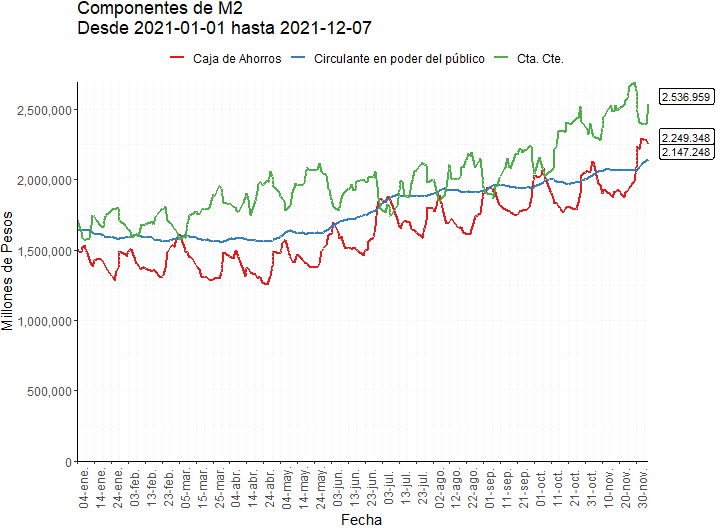 Componentes de M2
Desde 2021-01-01 hasta 2021-12-07
Caja de Ahorros Circulante en poder del público Cta. Cte.
2.536.959
2.249.348
2.147.248
2,500,000
2,000,000
1,500,000
1,000,000
500,000
0
Millones de Pesos
04-ene. 14-ene. 24-ene. 03-feb. 13-feb. 23-feb. 05-mar. 15-mar. 25-mar. 04-abr. 14-abr. 24-abr. 04-may. 14-may. 24-may. 03-jun. 13-jun. 23-jun. 03-jul. 13-jul. 23-jul. 02-ago. 12-ago. 22-ago. 01-sep. 11-sep. 21-sep. 01-oct. 11-oct. 21-oct. 31-oct. 10-nov. 20-nov. 30-nov.
Fecha